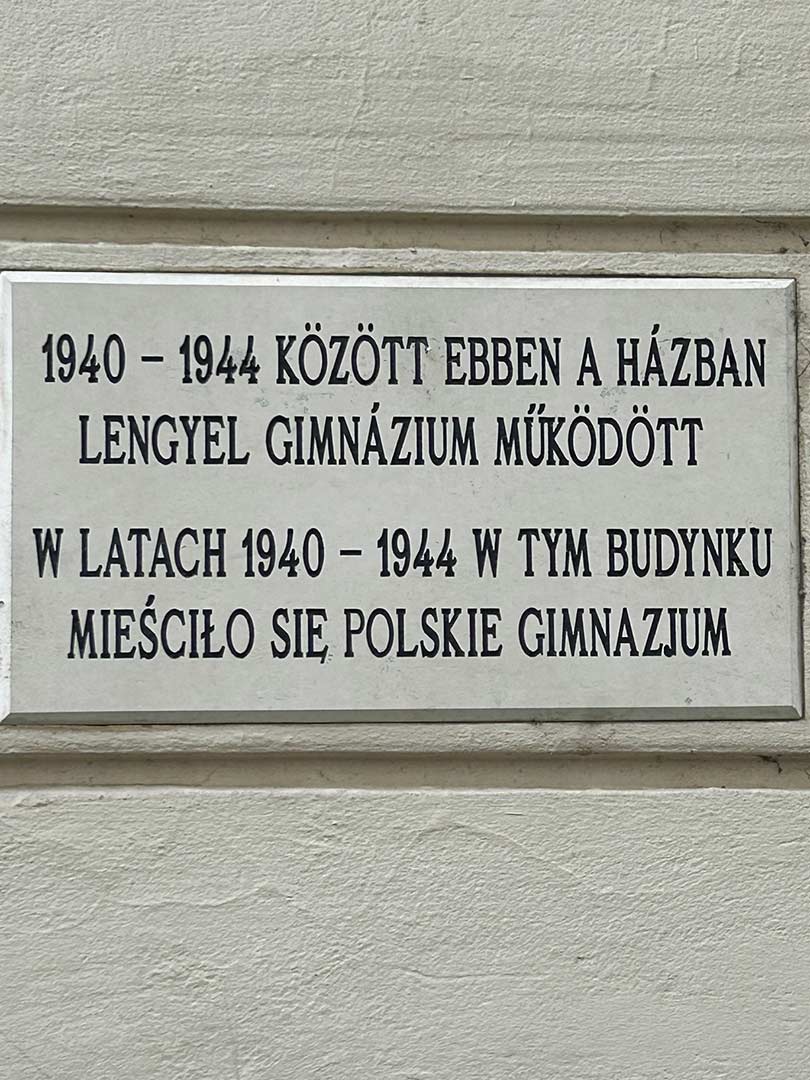 1940 – 1944 KÖZÖTT EBBEN A HÁZBAN
LENGYEL GIMNÁZIUM MŰKÖDÖTT
W LATACH 1940 – 1944 W TYM BUDYNKU
MIEŚCIŁO SIĘ POLSKIE GIMNAZJUM